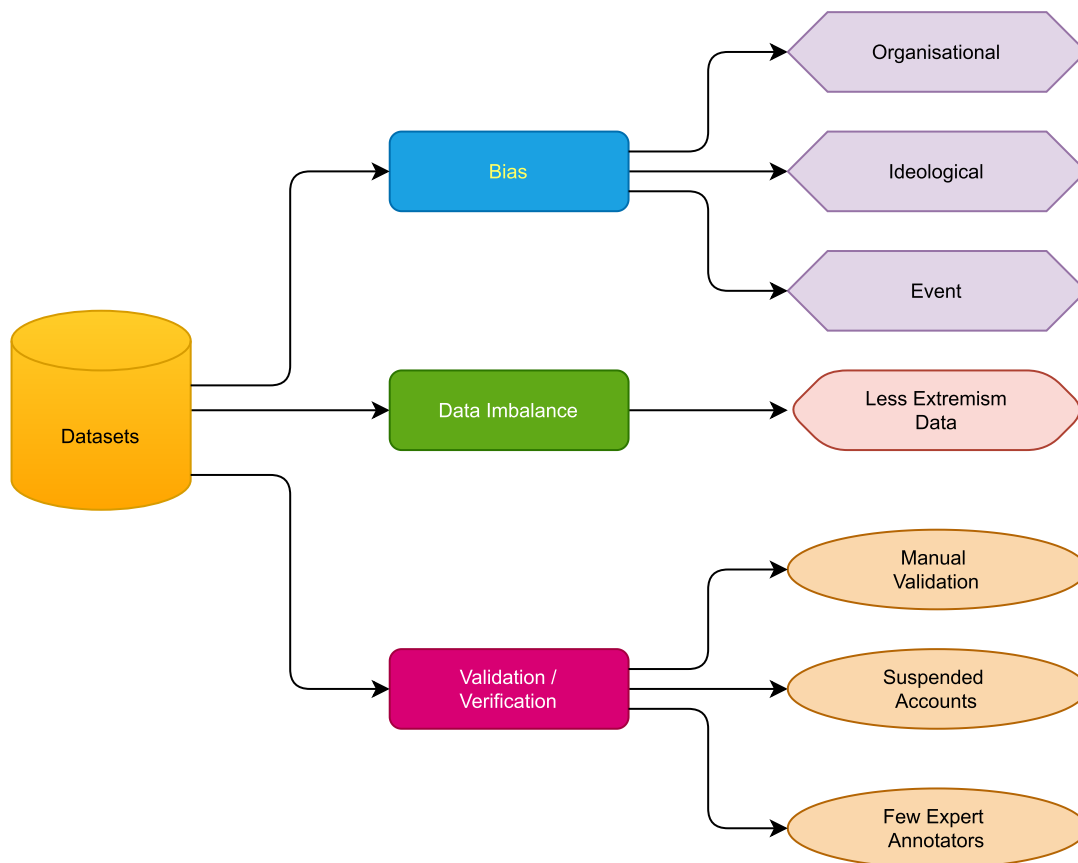 Organisational
Bias
Ideological
Event
Datasets
Data Imbalance
Less Extremism
Data
Manual
Validation
Validation /
Verification
Suspended
Accounts
Few Expert
Annotators